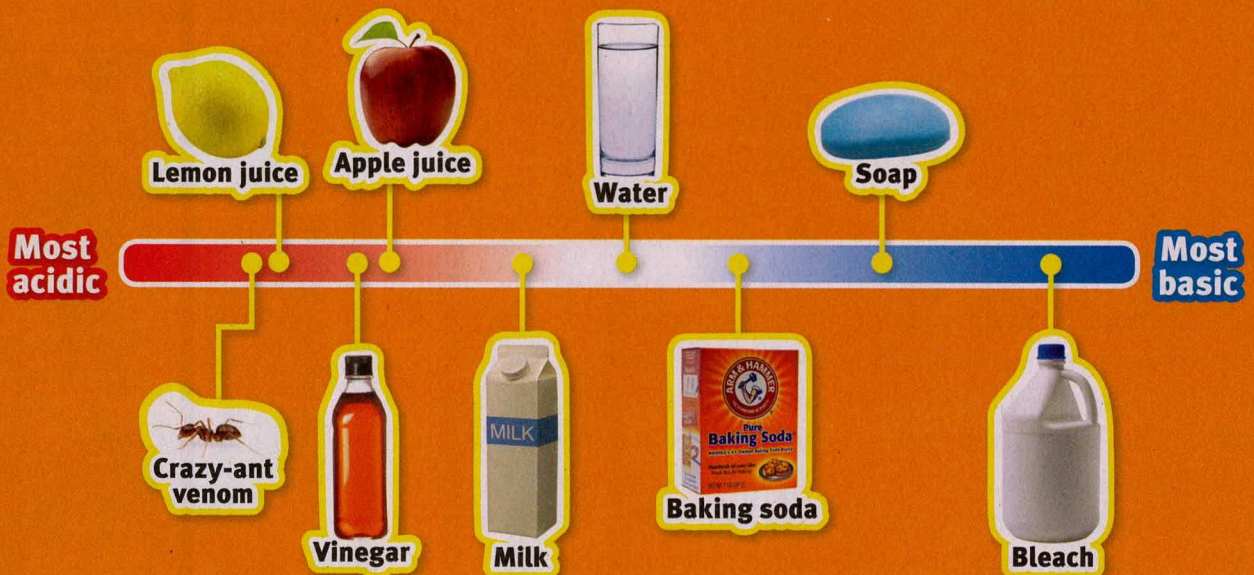 Lemon juice
Apple juice
Water
Soap
Most
acidic
Most
basic
Crazy-ant
venom
Vinegar
MILK
Milk
ARM & HAMMER
Pure
Baking Soda
Baking soda
Bleach